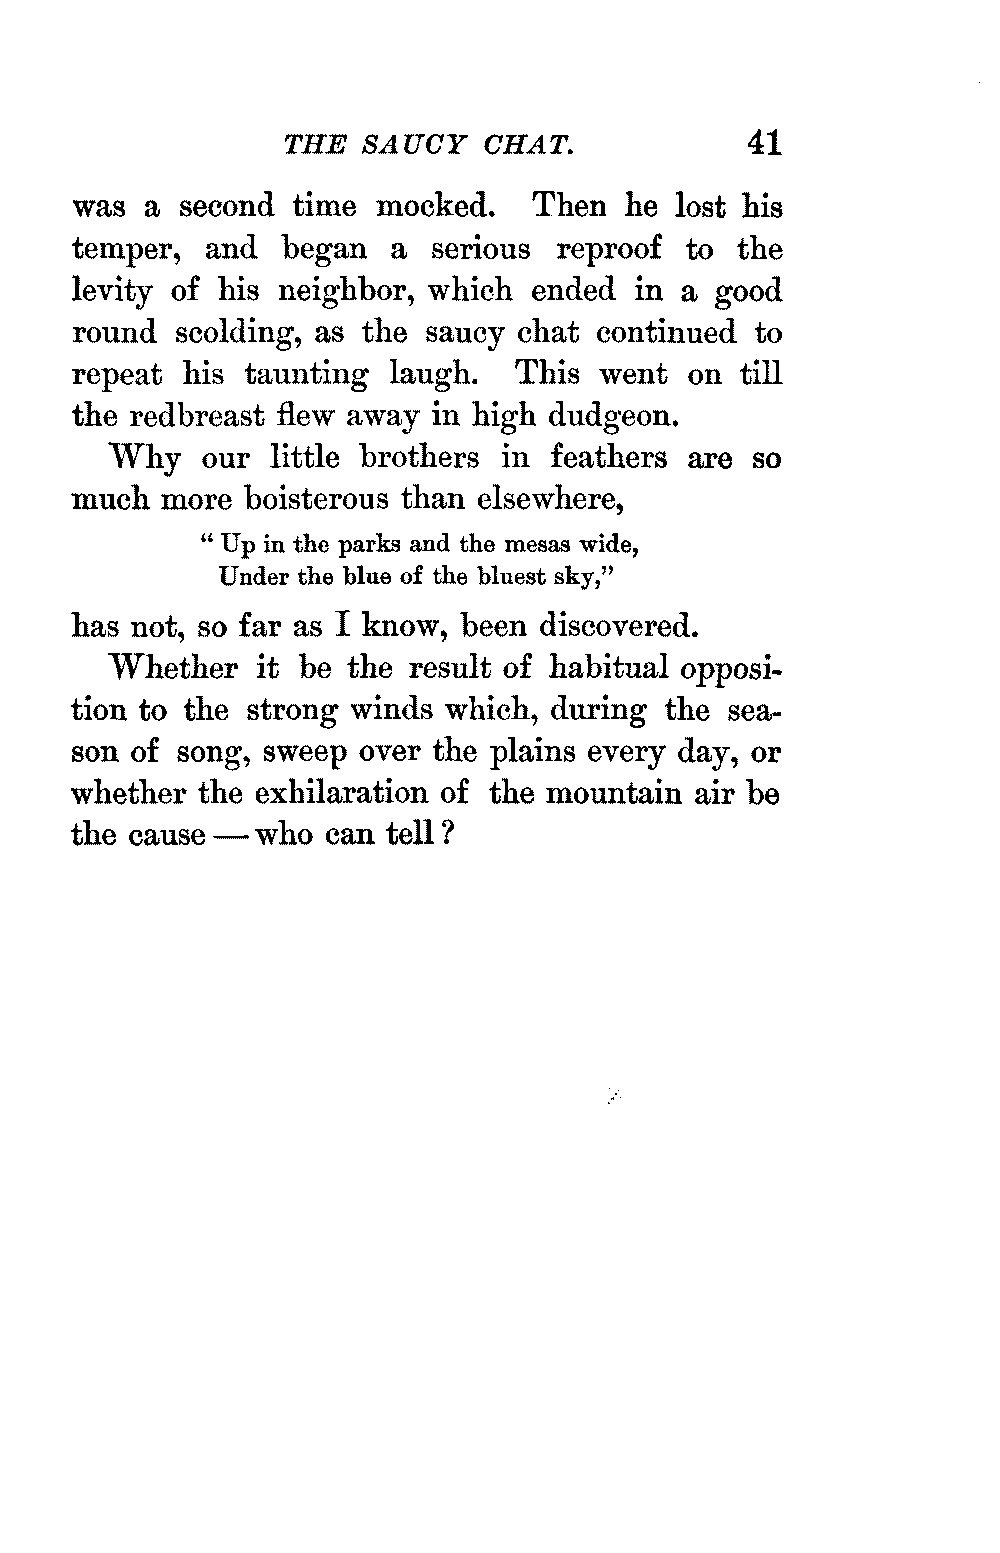 THE SAUCY CHAT. 41
was a second time mocked. Then he lost his
temper, and began a serious reproof to the
levity of his neighbor, which ended in a good
round scolding, as the saucy chat continued to
repeat his taunting laugh. This went on till
the redbreast flew away in high dudgeon.
Why our little brothers in feathers are so
much more boisterous than elsewhere,
" Up in the parks and the mesas wide,
Under the blue of the bluest sky,"
has not, so far as I know, been discovered.
Whether it be the result of habitual opposi-
tion to the strong winds which, during the sea-
son of song, sweep over the plains every day, or
whether the exhilaration of the mountain air be
the cause — who can tell?